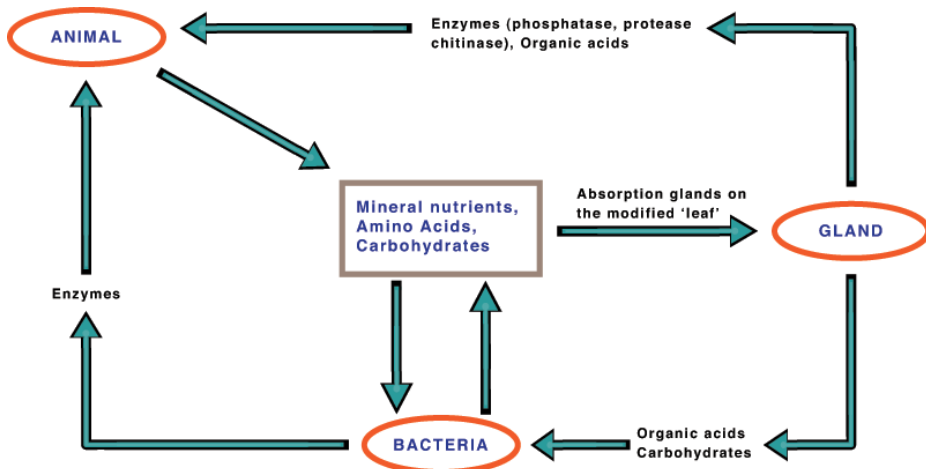 ANIMAL
Enzymes (phosphatase, protease
chitinase), Organic acids
Mineral nutrients,
Amino Acids,
Carbohydrates
Absorption glands on
the modified ‘leaf’
GLAND
Enzymes
BACTERIA
Organic acids
Carbohydrates